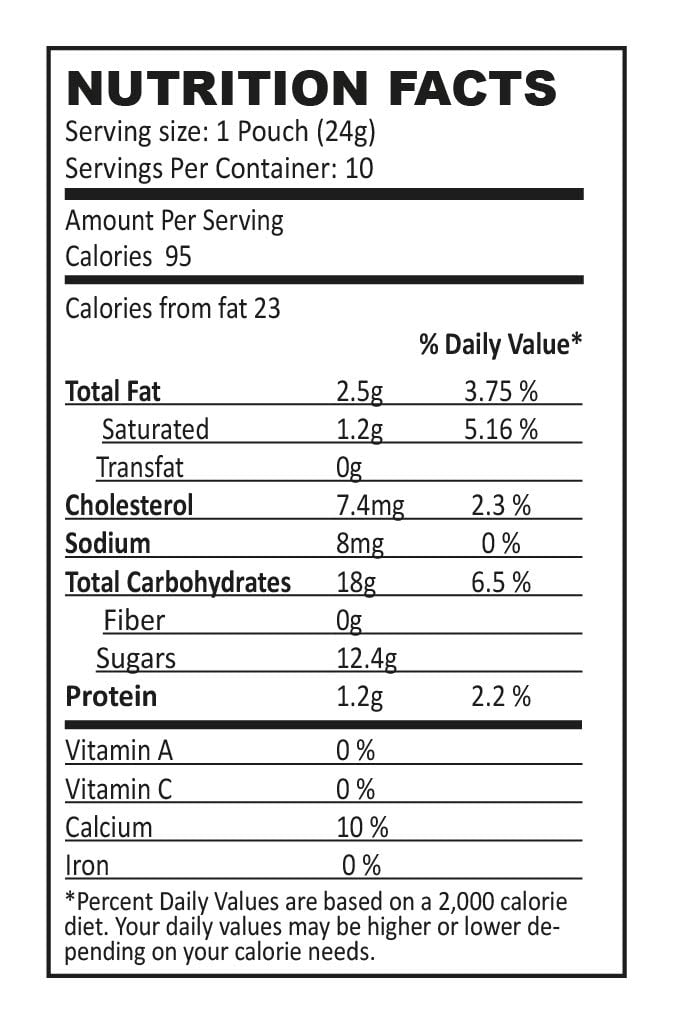 NUTRITION FACTS
Serving size: 1 Pouch (24g)
Servings Per Container: 10
Amount Per Serving
Calories 95
Calories from fat 23
% Daily Value*
Total Fat 2.5g 3.75 %
Saturated 1.2g 5.16 %
Transfat 0g
Cholesterol 7.4mg 2.3 %
Sodium 8mg 0 %
Total Carbohydrates 18g 6.5 %
Fiber 0g
Sugars 12.4g
Protein 1.2g 2.2 %
Vitamin A 0 %
Vitamin C 0 %
Calcium 10 %
Iron 0 %
*Percent Daily Values are based on a 2,000 calorie
diet. Your daily values may be higher or lower de-
pending on your calorie needs.